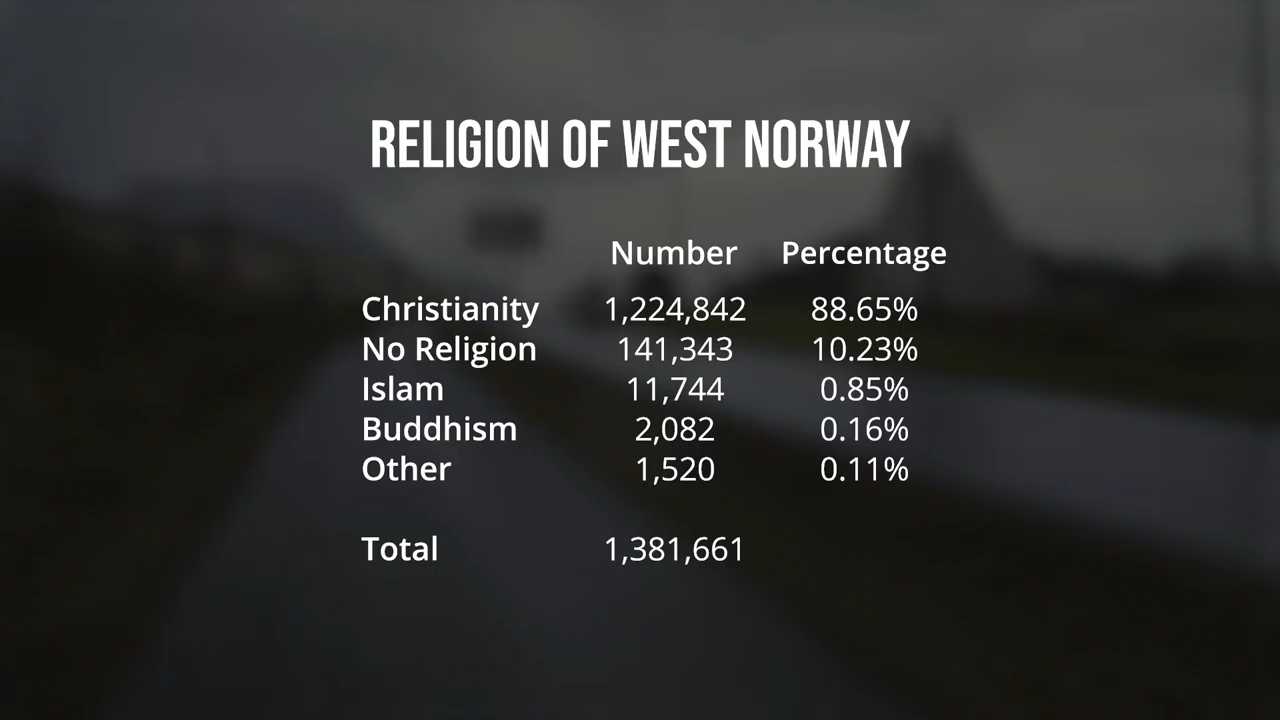 RELIGION OF WEST NORWAY
Number Percentage
Christianity 1,224,842 88.65%
No Religion 141,343 10.23%
Islam 11,744 0.85%
Buddhism 2,082 0.16%
Other 1,520 0.11%
Total 1,381,661